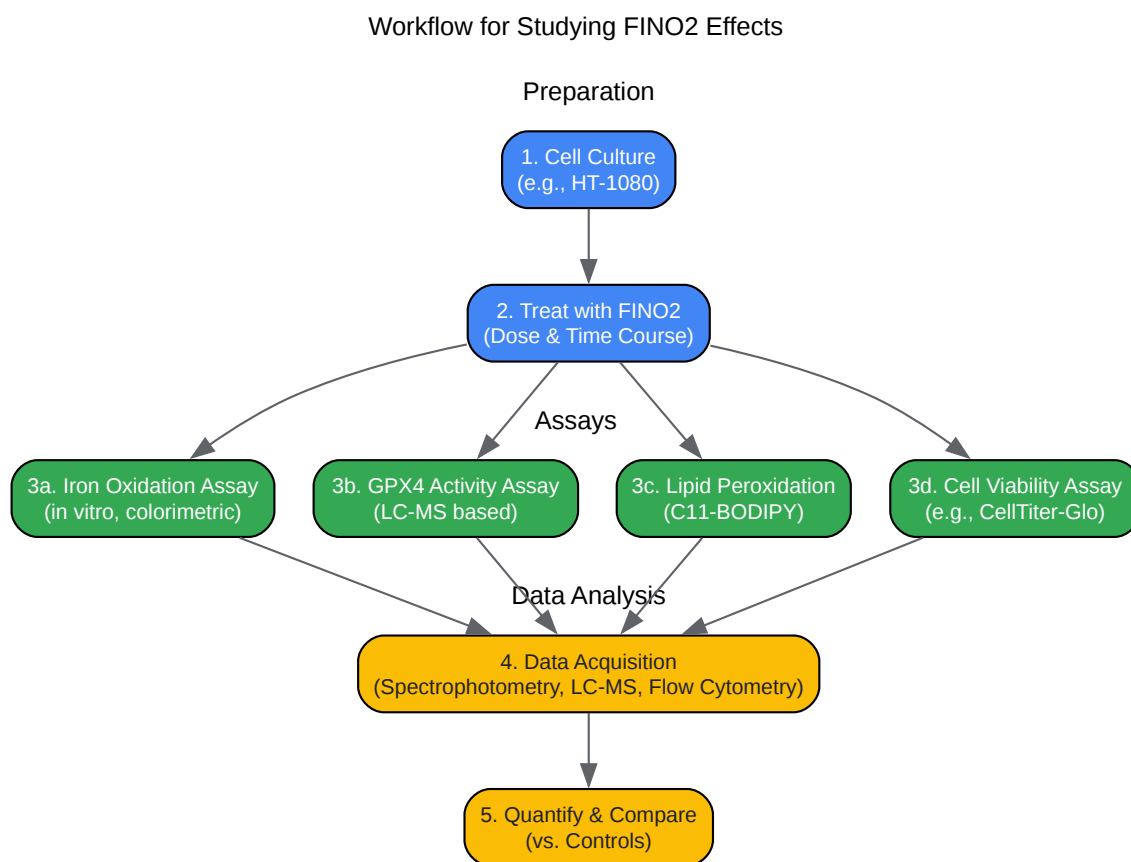 Workflow for Studying FINO2 Effects
Preparation
1. Cell Culture
(e.g., HT-1080)
2. Treat with FINO2
(Dose & Time Course)
Assays
3a. Iron Oxidation Assay
(in vitro, colorimetric)
3b. GPX4 Activity Assay
(LC-MS based)
3c. Lipid Peroxidation
(C11-BODIPY)
3d. Cell Viability Assay
(e.g., CellTiter-Glo)
Data Analysis
4. Data Acquisition
(Spectrophotometry, LC-MS, Flow Cytometry)
5. Quantify & Compare
(vs. Controls)